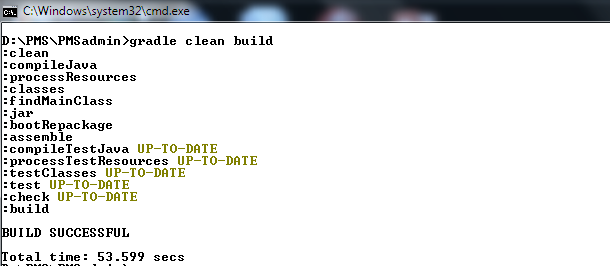 C:\Windows\system32\cmd.exe
D:\PMS\PMSadmin>gradle clean build
:clean
:compileJava
:processResources
:classes
:findMainClass
:jar
:bootRepackage
:assemble
:compileTestJava UP-TO-DATE
:processTestResources UP-TO-DATE
:testClasses UP-TO-DATE
:test UP-TO-DATE
:check UP-TO-DATE
:build
BUILD SUCCESSFUL
Total time: 53.599 secs